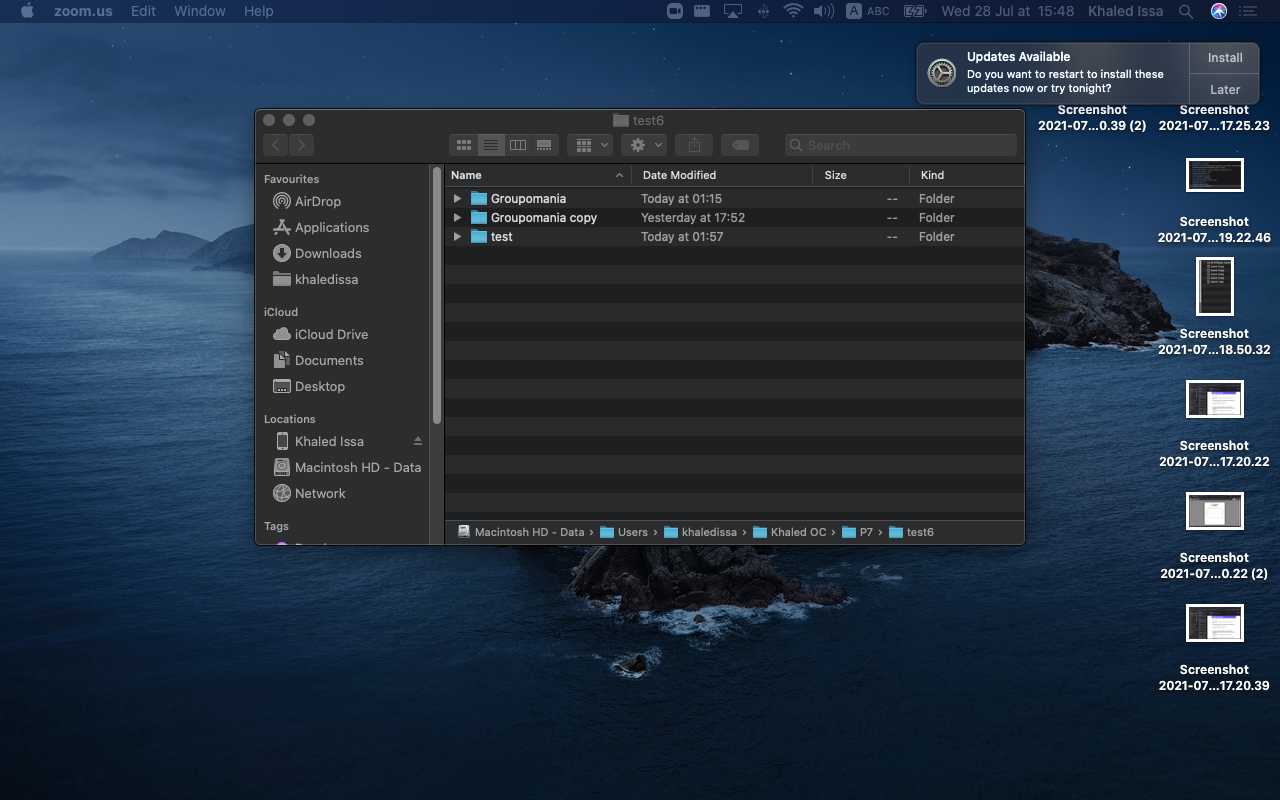 zoom.us Edit Window Help
A ABC Wed 28 Jul at 15:48 Khaled Issa
Updates Available
Do you want to restart to install these
updates now or try tonight?
Install
Later
Screenshot
2021-07...0.39 (2)
Screenshot
2021-07...17.25.23
Screenshot
2021-07...19.22.46
Screenshot
2021-07...18.50.32
Screenshot
2021-07...17.20.22
Screenshot
2021-07...0.22 (2)
Screenshot
2021-07...17.20.39
test6
Search
Favourites
AirDrop
Applications
Downloads
khaledissa
iCloud
iCloud Drive
Documents
Desktop
Locations
Khaled Issa
Macintosh HD - Data
Network
Tags
Name Date Modified Size Kind
Groupomania Today at 01:15 -- Folder
Groupomania copy Yesterday at 17:52 -- Folder
test Today at 01:57 -- Folder
Macintosh HD - Data › Users › khaledissa › Khaled OC › P7 › test6